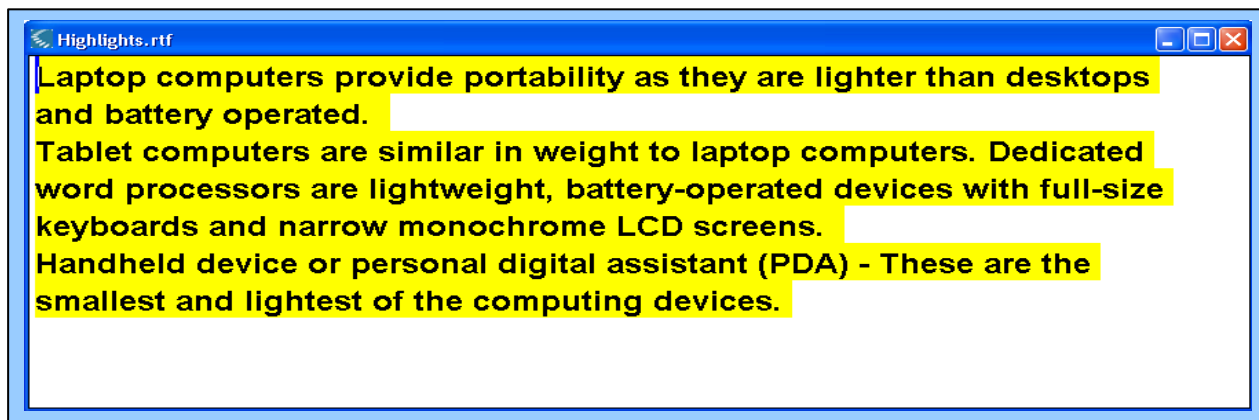 Highlights.rtf
Laptop computers provide portability as they are lighter than desktops
and battery operated.
Tablet computers are similar in weight to laptop computers. Dedicated
word processors are lightweight, battery-operated devices with full-size
keyboards and narrow monochrome LCD screens.
Handheld device or personal digital assistant (PDA) - These are the
smallest and lightest of the computing devices.